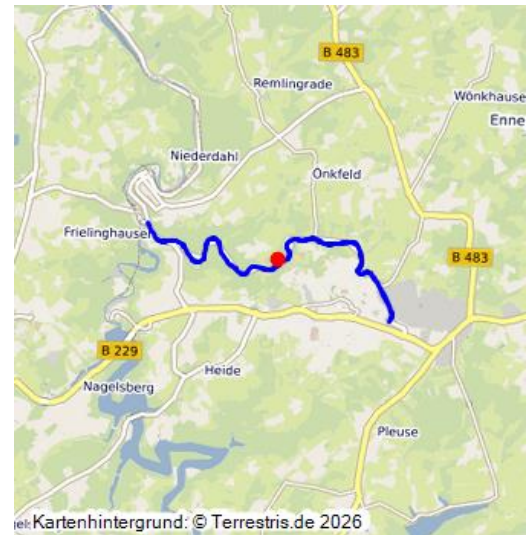 B 483
Remlingrade
Wönkhause
Enne
Niederdahl
Önkfeld
Frielinghausen
B 483
B 229
Heide
Nagelsberg
Pleuse
Kartenhintergrund: © Terrestris.de 2026